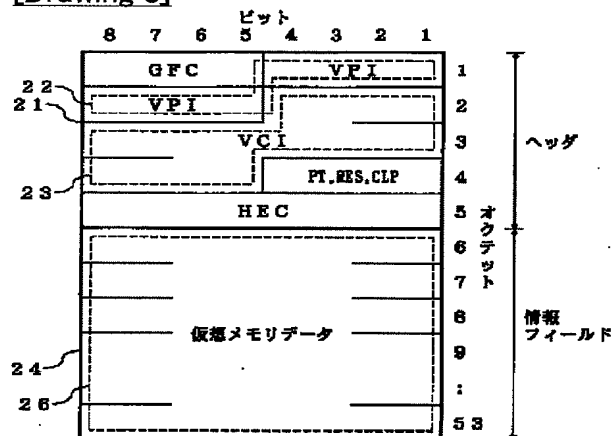 [Drawing 3]
ビット
8 7 6 5 4 3 2 1
GFC VPI 1
22
VPI 2
21
VCI 3 ヘッダ
23 PT.RES.CLP 4
HEC 5
オクテット
6
7
8
仮想メモリデータ 9 情報フィールド
24
:
26
53